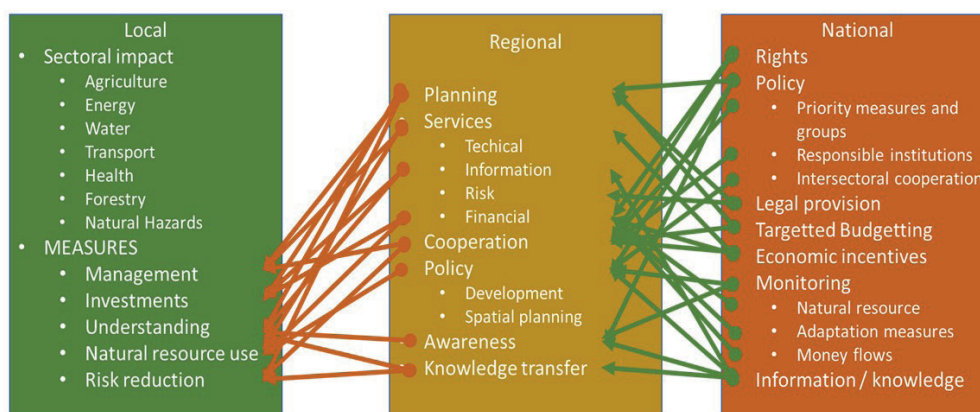 Local
• Sectoral impact
• Agriculture
• Energy
• Water
• Transport
• Health
• Forestry
• Natural Hazards
• MEASURES
• Management
• Investments
• Understanding
• Natural resource use
• Risk reduction
Regional
Planning
Services
• Techical
• Information
• Risk
• Financial
Cooperation
Policy
• Development
• Spatial planning
Awareness
Knowledge transfer
National
Rights
Policy
• Priority measures and
groups
• Responsible institutions
• Intersectoral cooperation
Legal provision
Targetted Budgetting
Economic incentives
Monitoring
• Natural resource
• Adaptation measures
• Money flows
Information / knowledge